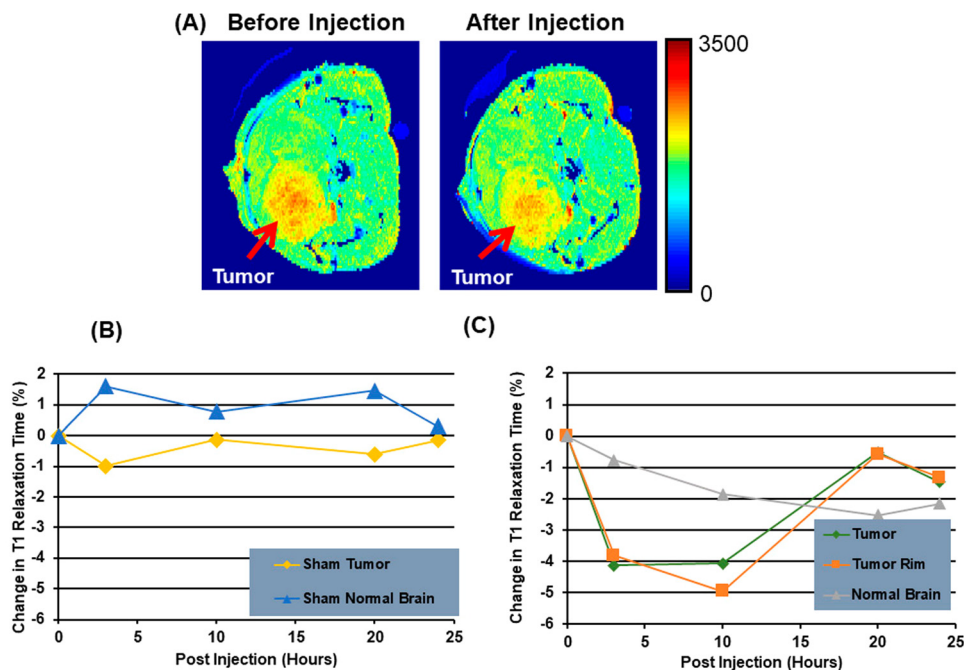 (A) Before Injection After Injection
3500
Tumor
Tumor
0
(B)
Change in T1 Relaxation Time (%)
2
1
0
-1
-2
-3
-4
-5
-6
Sham Tumor
Sham Normal Brain
0 5 10 15 20 25
Post Injection (Hours)
(C)
Change in T1 Relaxation Time (%)
2
1
0
-1
-2
-3
-4
-5
-6
Tumor
Tumor Rim
Normal Brain
0 5 10 15 20 25
Post Injection (Hours)